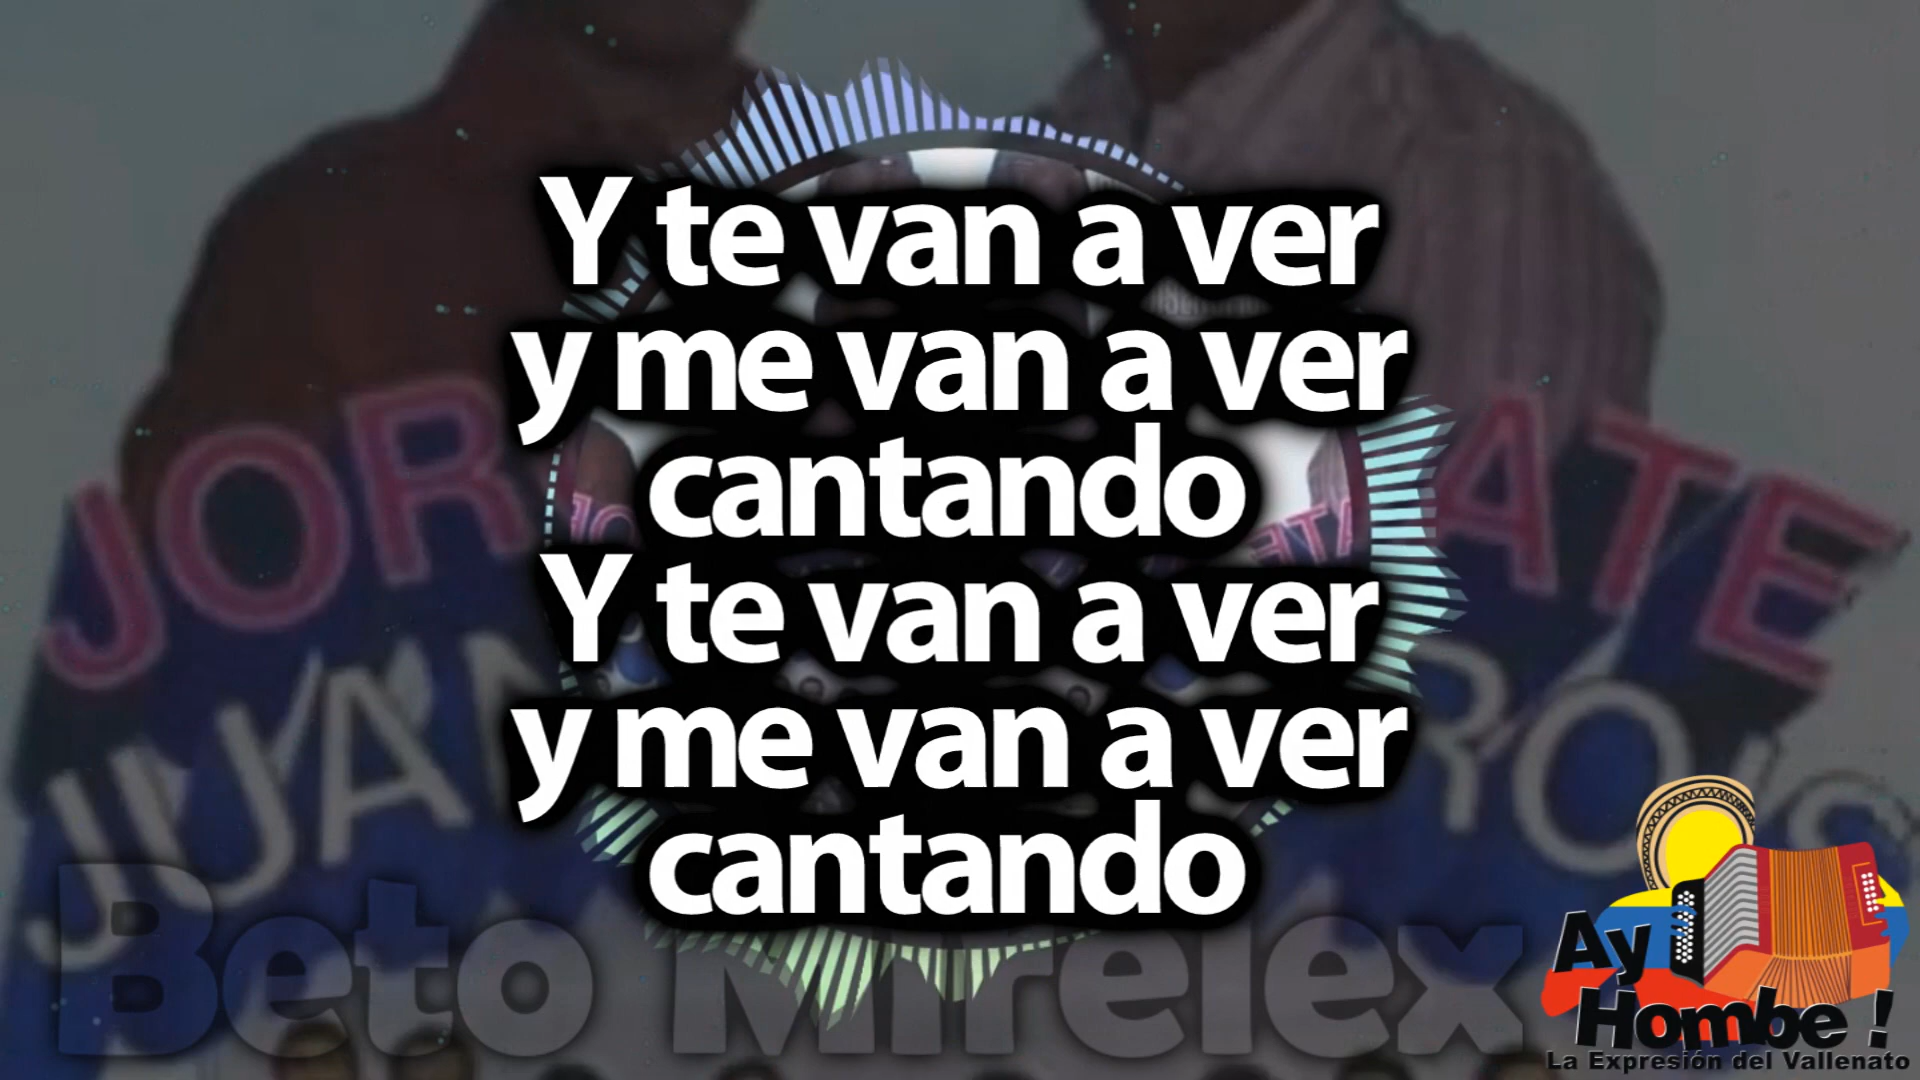 Y te van a ver
y me van a ver
cantando
Y te van a ver
y me van a ver
cantando
JOR ATE
JUAN RO
Beto Mirelex
Ay
Hombe !
La Expresión del Vallenato